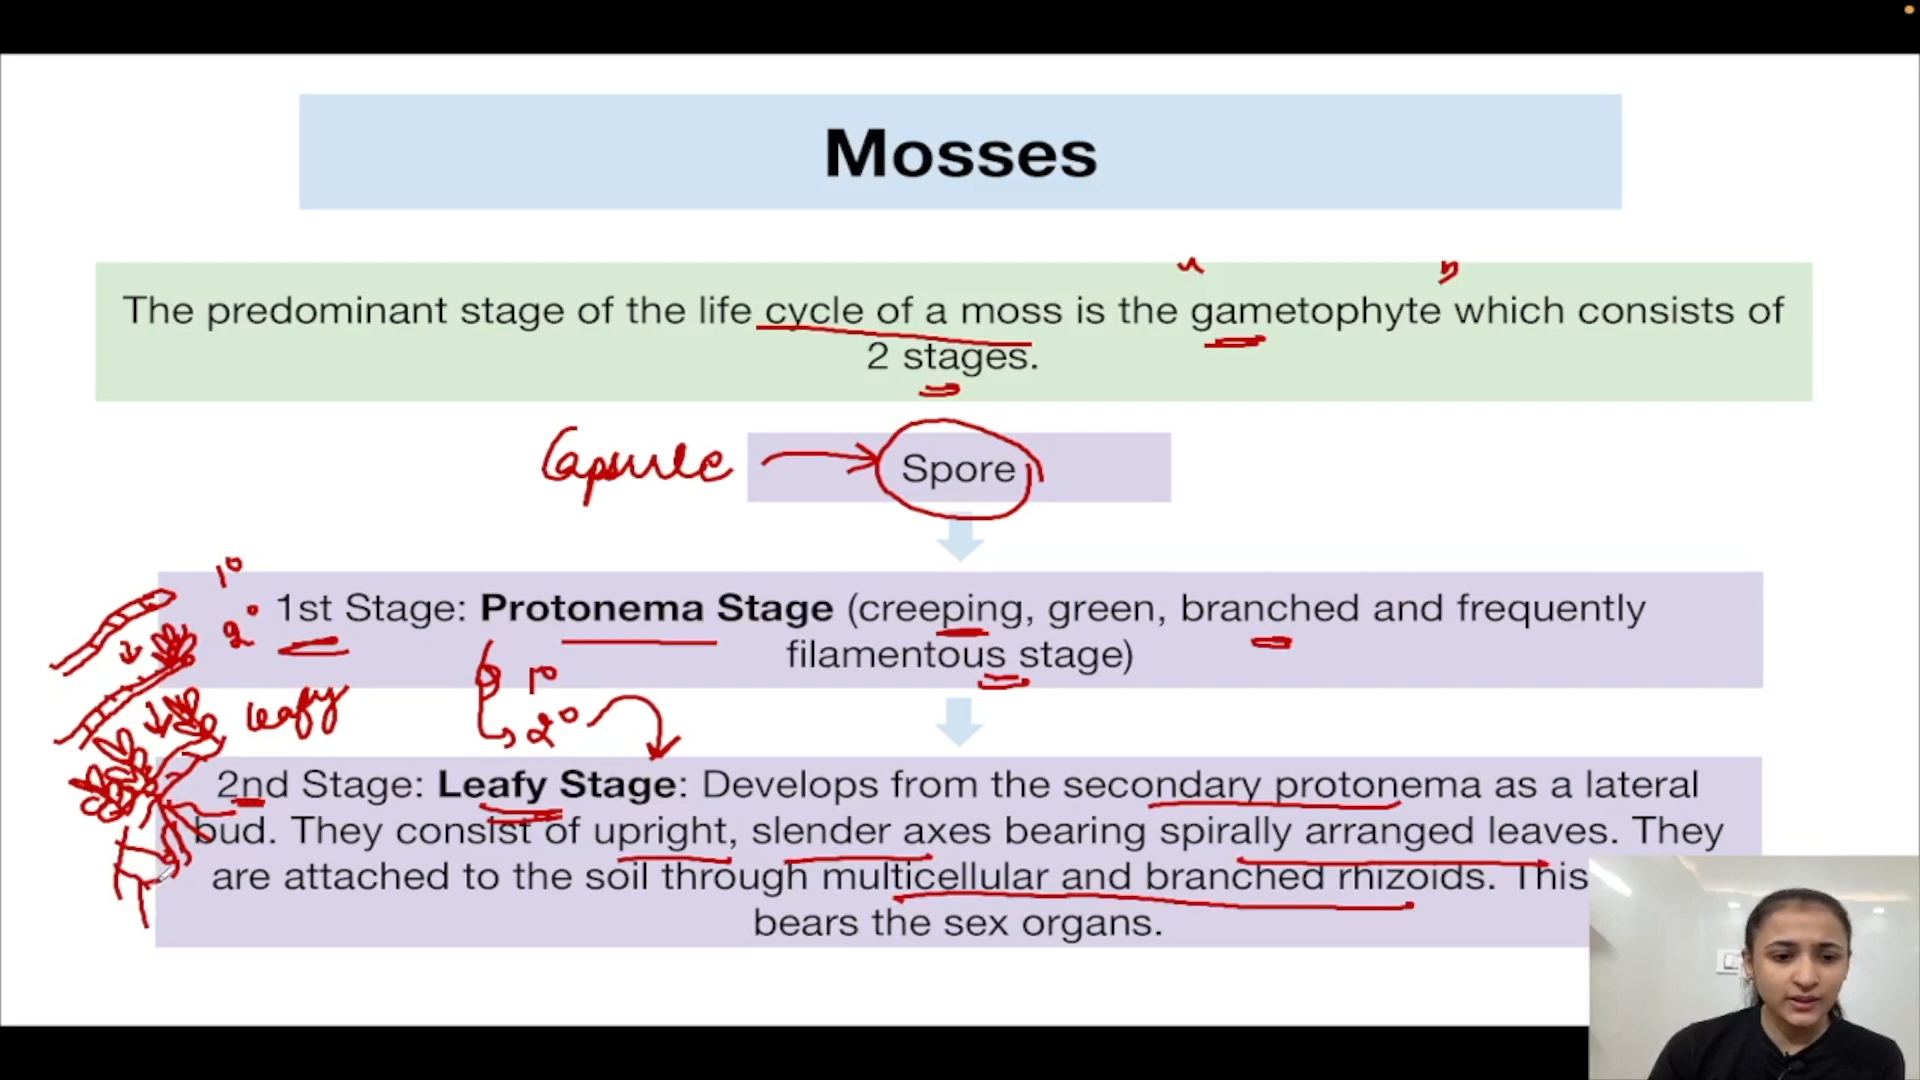 Mosses
The predominant stage of the life cycle of a moss is the gametophyte which consists of
2 stages.
Capsule
Spore
1°
2°
1st Stage: Protonema Stage (creeping, green, branched and frequently
filamentous stage)
1°
leafy
2°
2nd Stage: Leafy Stage: Develops from the secondary protonema as a lateral
bud. They consist of upright, slender axes bearing spirally arranged leaves. They
are attached to the soil through multicellular and branched rhizoids. This
bears the sex organs.